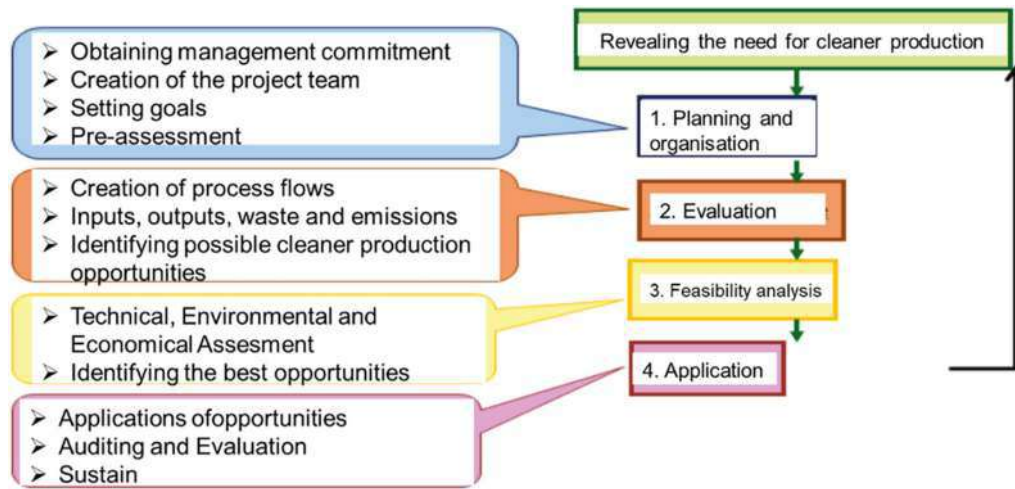 Revealing the need for cleaner production
➢ Obtaining management commitment
➢ Creation of the project team
➢ Setting goals
➢ Pre-assessment
1. Planning and
organisation
➢ Creation of process flows
➢ Inputs, outputs, waste and emissions
➢ Identifying possible cleaner production
opportunities
2. Evaluation
➢ Technical, Environmental and
Economical Assesment
➢ Identifying the best opportunities
3. Feasibility analysis
➢ Applications ofopportunities
➢ Auditing and Evaluation
➢ Sustain
4. Application